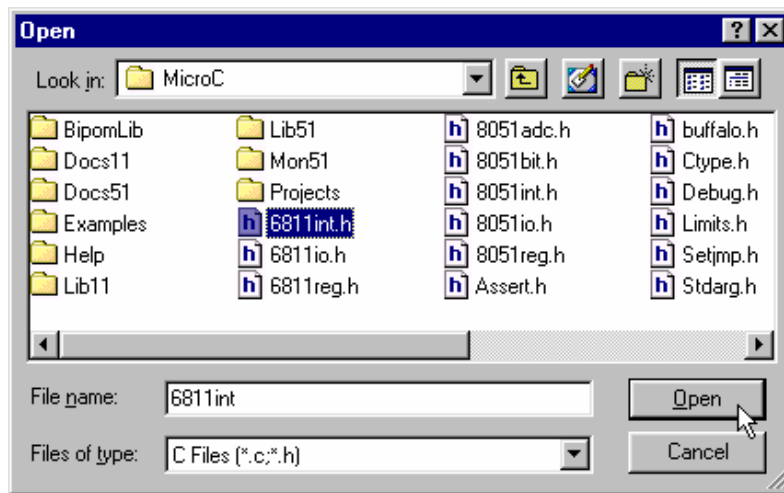 Open
Look in: MicroC
BipomLib Lib51 8051adc.h buffalo.h
Docs11 Mon51 8051bit.h Ctype.h
Docs51 Projects 8051int.h Debug.h
Examples 6811int.h 8051io.h Limits.h
Help 6811io.h 8051reg.h Setjmp.h
Lib11 6811reg.h Assert.h Stdarg.h
File name: 6811int Open
Files of type: C Files (*.c;*.h) Cancel